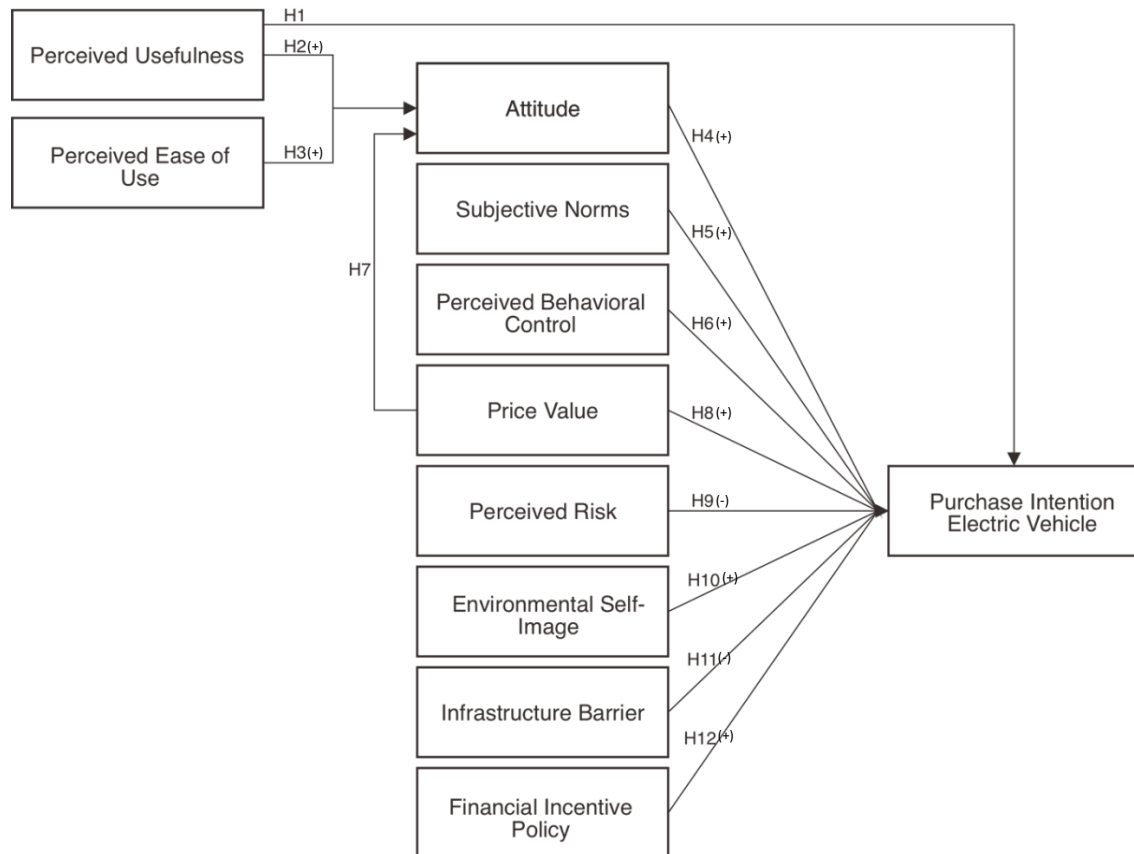 H1
Perceived Usefulness
H2(+)
Attitude
H4(+)
Perceived Ease of
Use
H3(+)
Subjective Norms
H5(+)
H7
Perceived Behavioral
Control
H6(+)
Price Value
H8(+)
Perceived Risk
H9(-)
Purchase Intention
Electric Vehicle
Environmental Self-
Image
H10(+)
Infrastructure Barrier
H11(-)
H12(+)
Financial Incentive
Policy